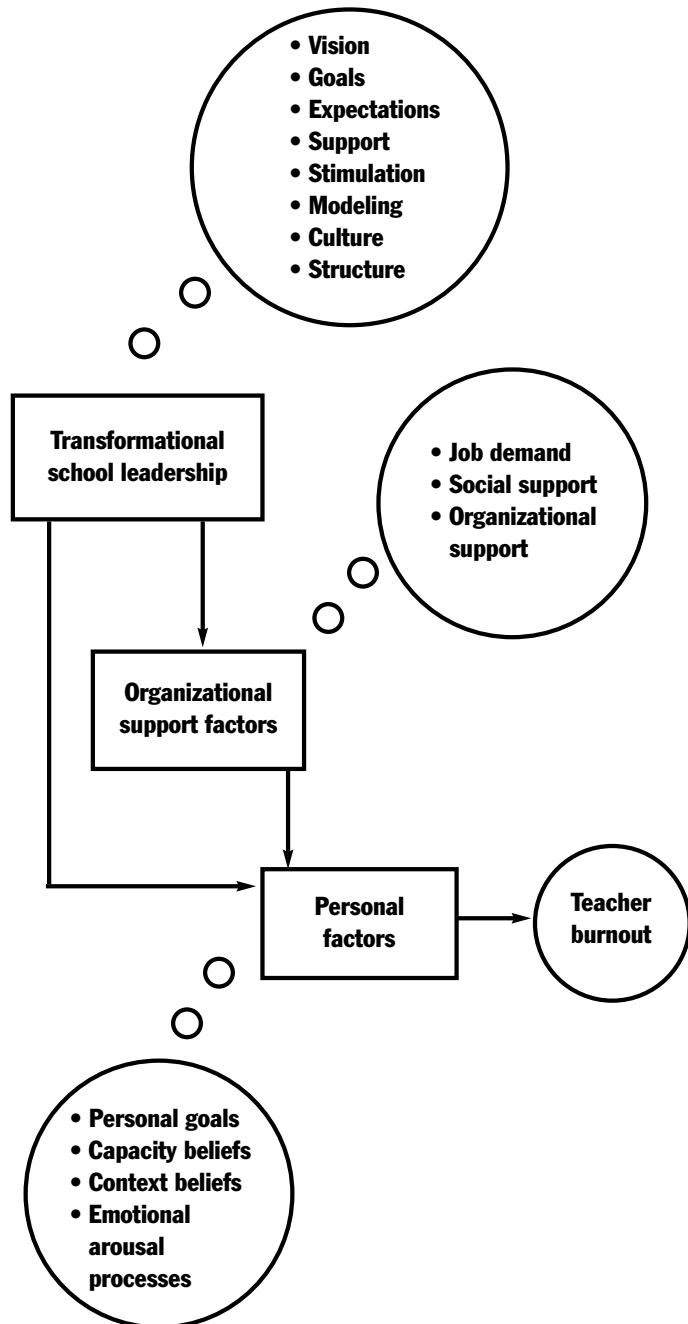 • Vision
• Goals
• Expectations
• Support
• Stimulation
• Modeling
• Culture
• Structure
Transformational
school leadership
• Job demand
• Social support
• Organizational
support
Organizational
support factors
Personal
factors
Teacher
burnout
• Personal goals
• Capacity beliefs
• Context beliefs
• Emotional
arousal
processes